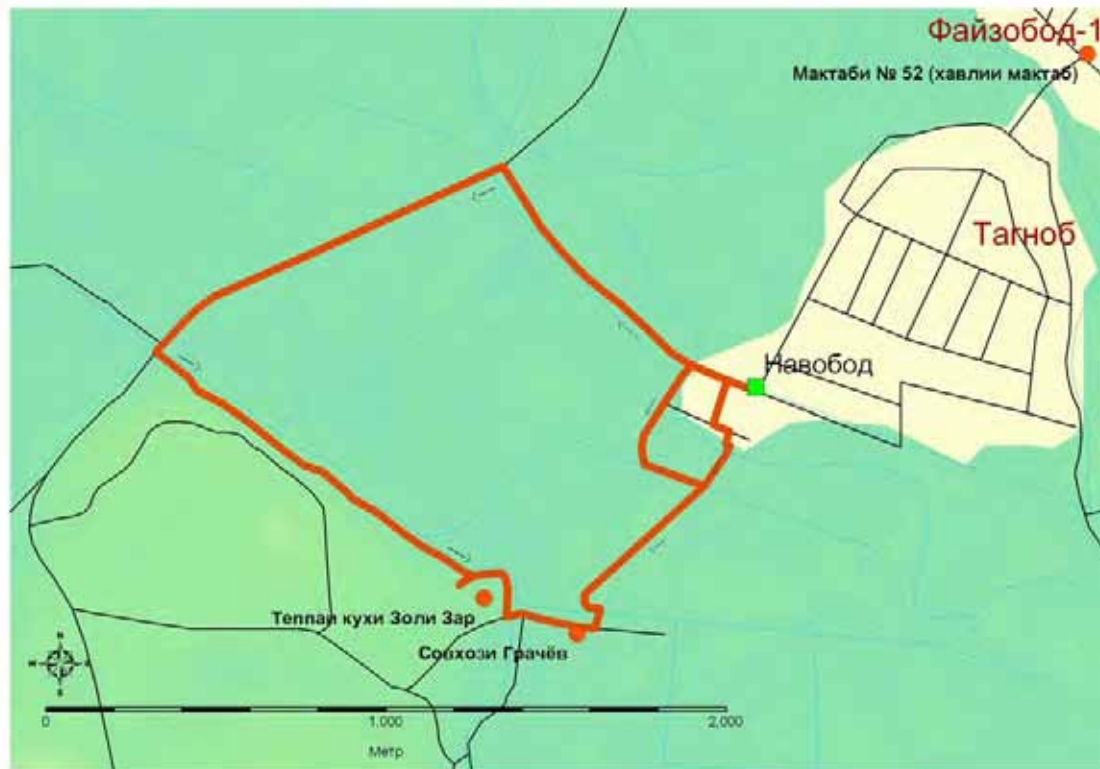 Файзобод-1
Мактаби № 52 (хавлии мактаб)
Тагноб
Навобод
Теппаи кухи Золи Зар
Совхози Грачёв
0 1,000 2,000
Метр